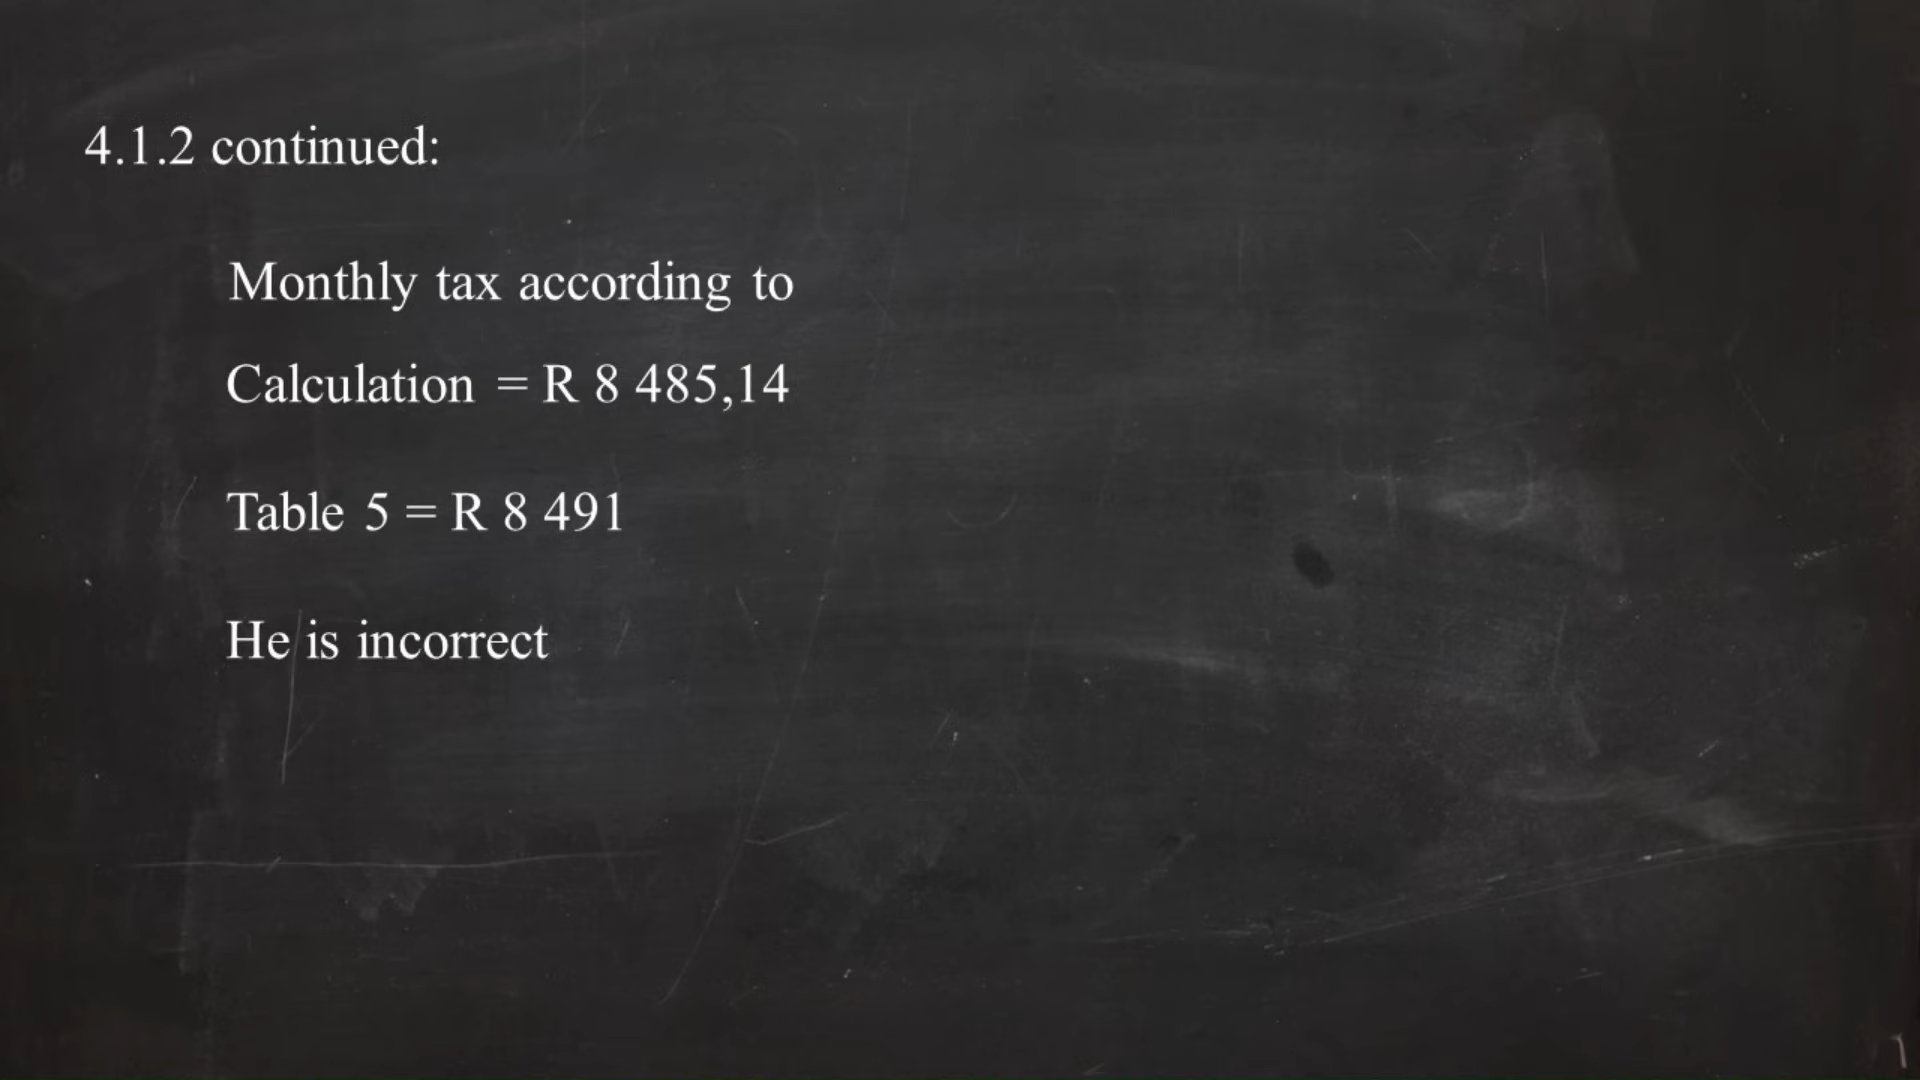 4.1.2 continued:
Monthly tax according to
Calculation = R 8 485,14
Table 5 = R 8 491
He is incorrect